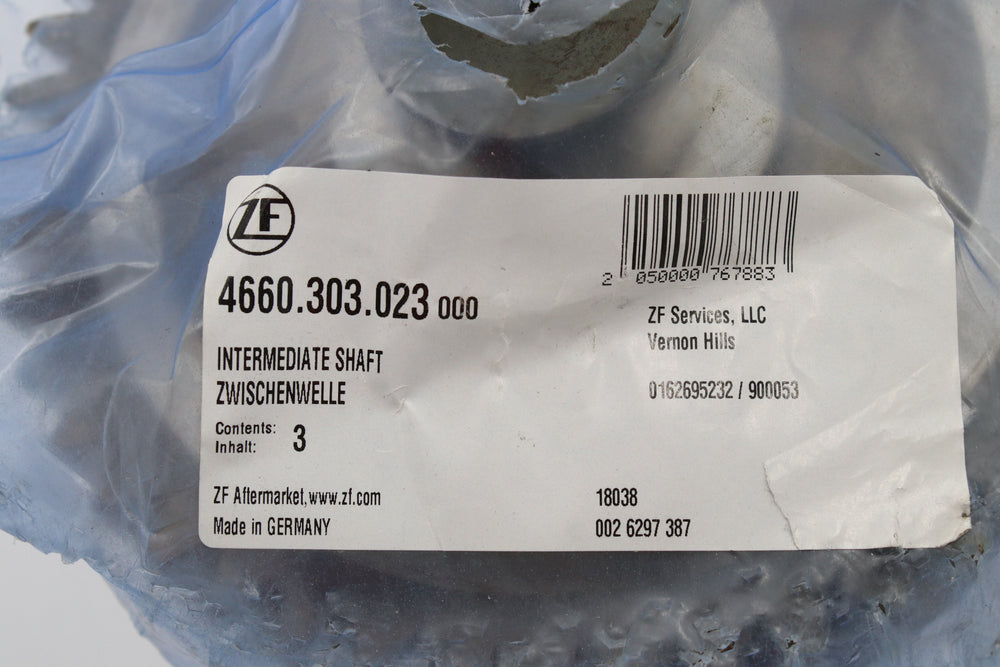 ZF
4660.303.023 000
INTERMEDIATE SHAFT
ZWISCHENWELLE
Contents:
Inhalt: 3
ZF Aftermarket,www.zf.com
Made in GERMANY
2 050000 767883
ZF Services, LLC
Vernon Hills
0162695232 / 900053
18038
002 6297 387